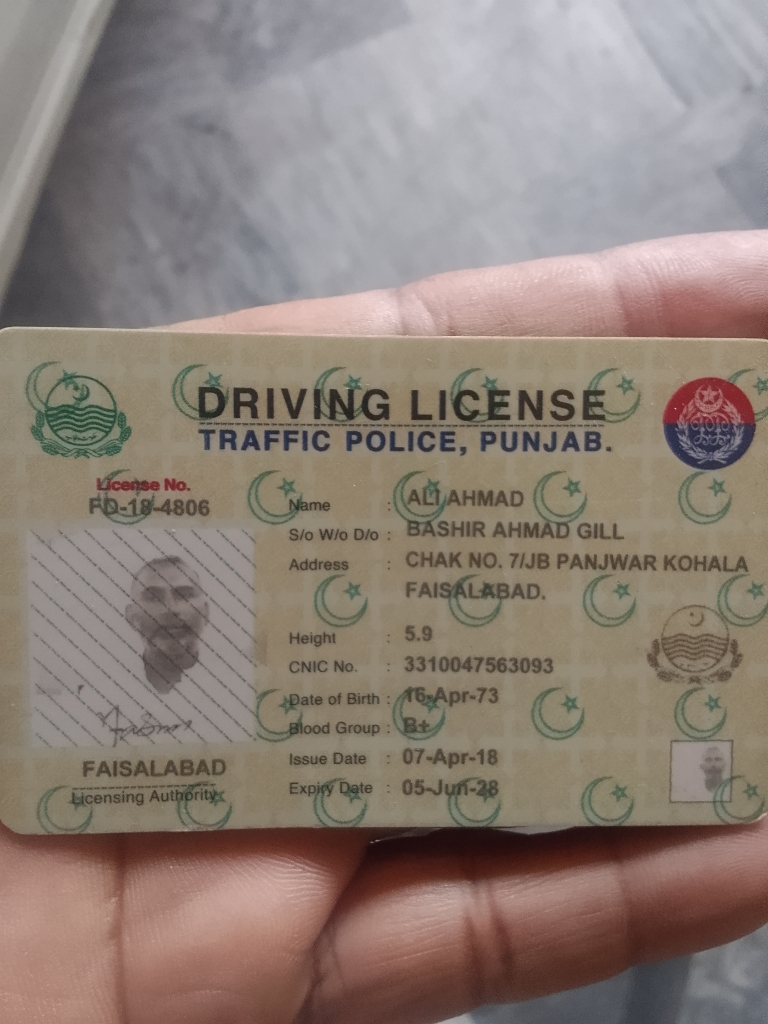 DRIVING LICENSE
TRAFFIC POLICE, PUNJAB.
License No.
FD-18-4806
Name : ALI AHMAD
S/o W/o D/o : BASHIR AHMAD GILL
Address : CHAK NO. 7/JB PANJWAR KOHALA
FAISALABAD.
Height : 5.9
CNIC No. : 3310047563093
Date of Birth : 16-Apr-73
Blood Group : B+
Issue Date : 07-Apr-18
Expiry Date : 05-Jun-28
FAISALABAD
Licensing Authority